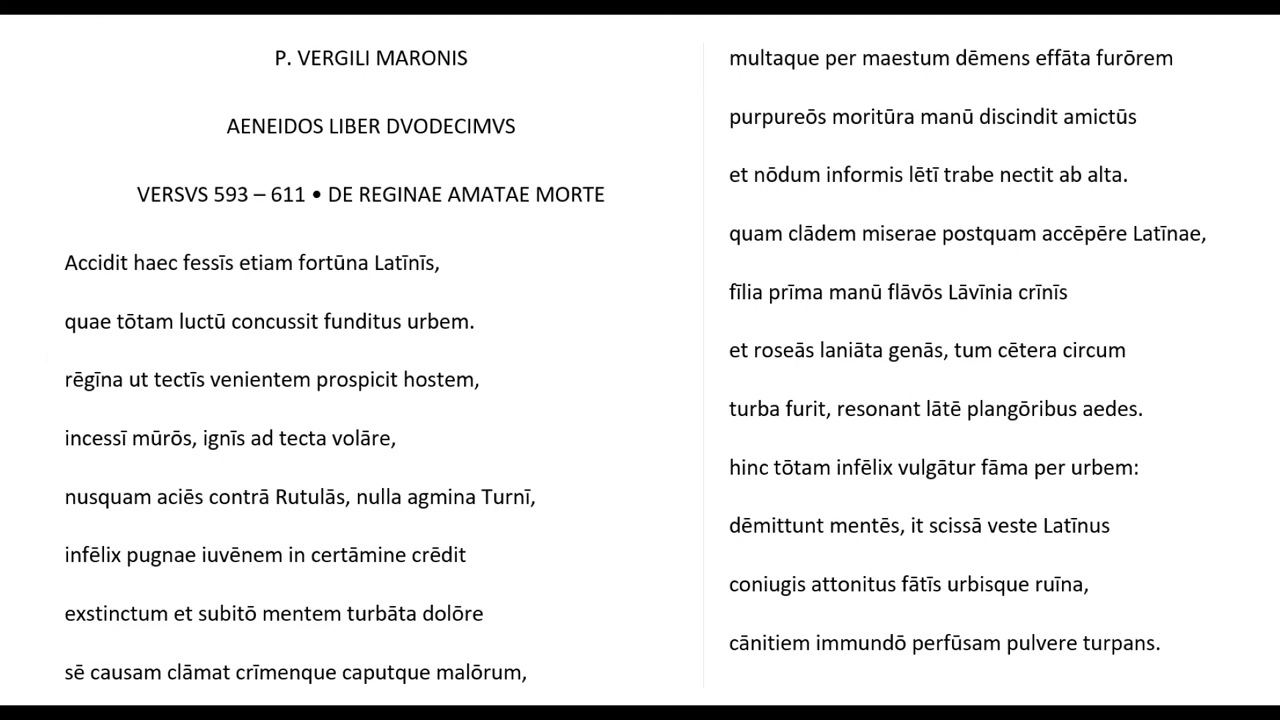 P. VERGILI MARONIS
AENEIDOS LIBER DVODECIMVS
VERSVS 593 – 611 • DE REGINAE AMATAE MORTE
Accidit haec fessīs etiam fortūna Latīnīs,
quae tōtam luctū concussit funditus urbem.
rēgīna ut tectīs venientem prospicit hostem,
incessī mūrōs, ignīs ad tecta volāre,
nusquam aciēs contrā Rutulās, nulla agmina Turnī,
infēlix pugnae iuvēnem in certāmine crēdit
exstinctum et subitō mentem turbāta dolōre
sē causam clāmat crīmenque caputque malōrum,
multaque per maestum dēmens effāta furōrem
purpureōs moritūra manū discindit amictūs
et nōdum informis lētī trabe nectit ab alta.
quam clādem miserae postquam accēpēre Latīnae,
fīlia prīma manū flāvōs Lāvīnia crīnīs
et roseās laniāta genās, tum cētera circum
turba furit, resonant lātē plangōribus aedes.
hinc tōtam infēlix vulgātur fāma per urbem:
dēmittunt mentēs, it scissā veste Latīnus
coniugis attonitus fātīs urbisque ruīna,
cānitiem immundō perfūsam pulvere turpans.